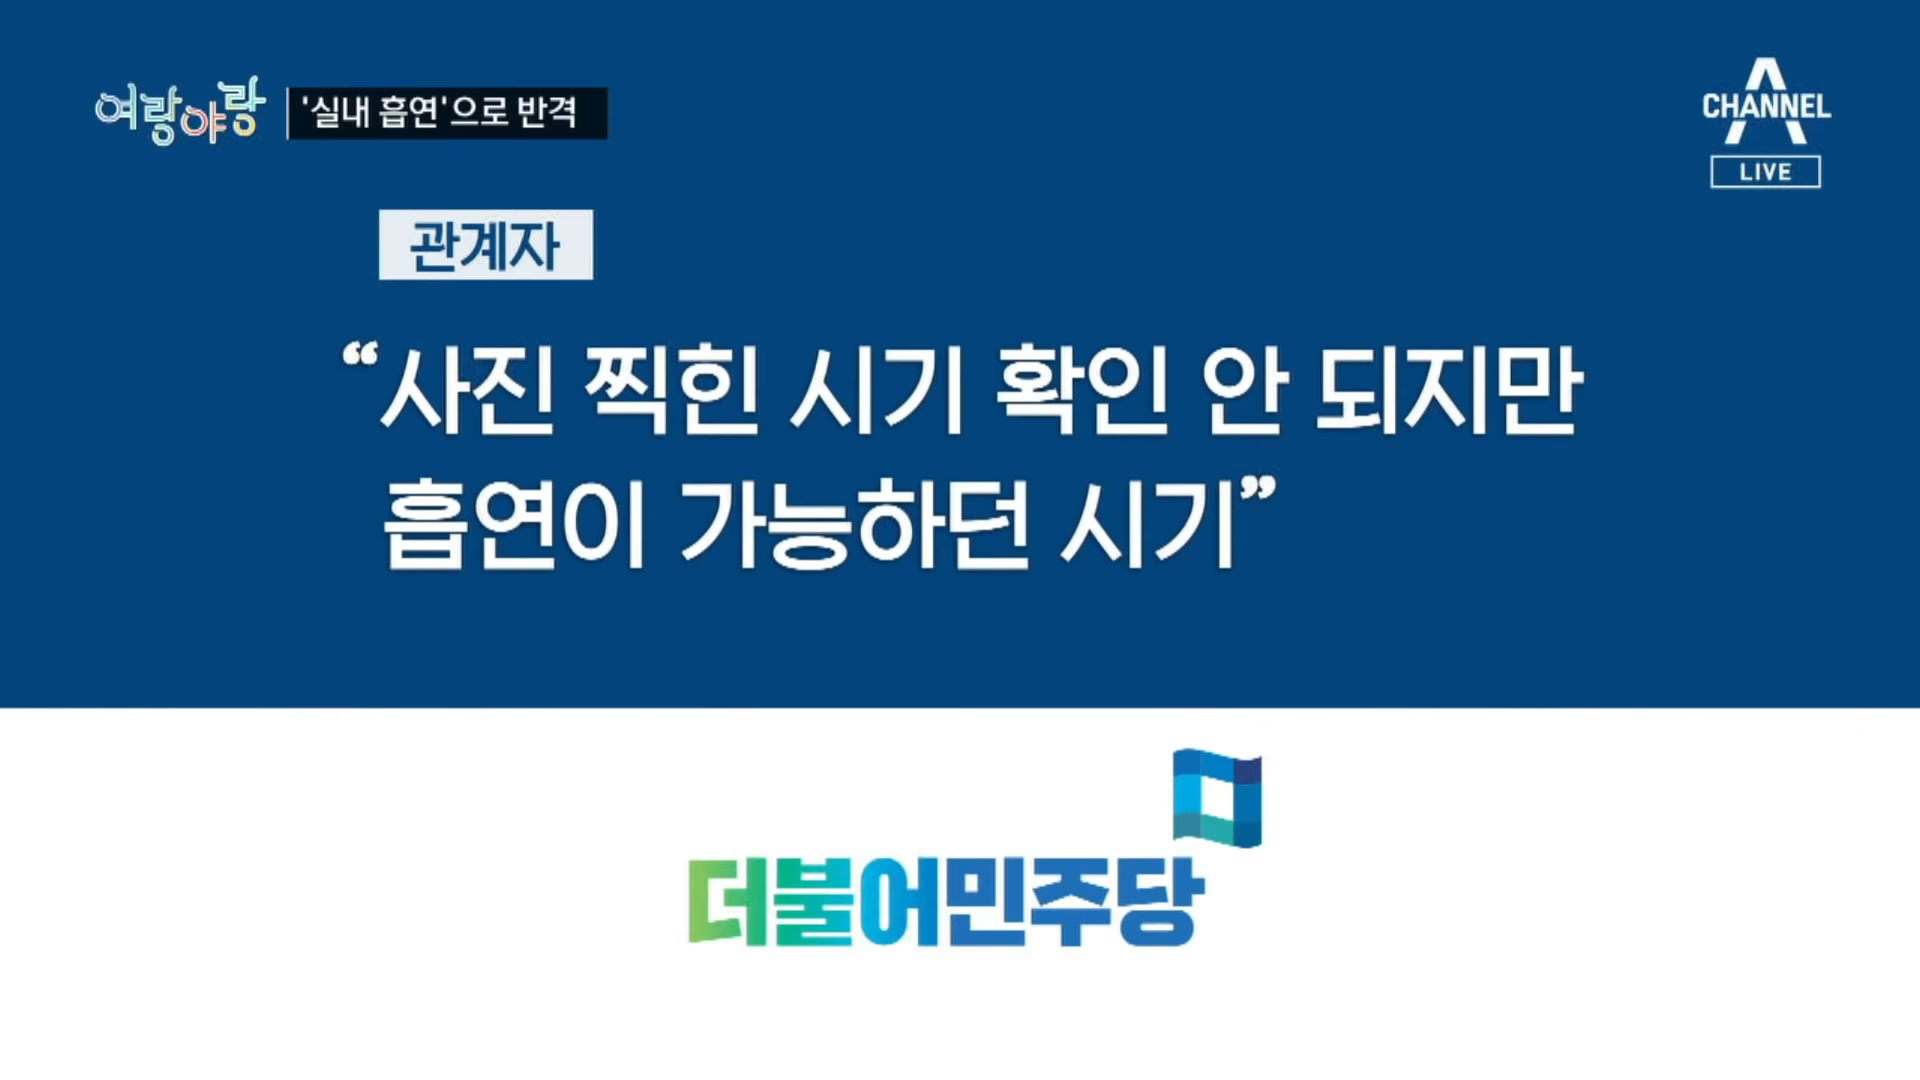 여랑야랑
'실내 흡연'으로 반격
CHANNEL A
LIVE
관계자
“사진 찍힌 시기 확인 안 되지만
흡연이 가능하던 시기”
더불어민주당